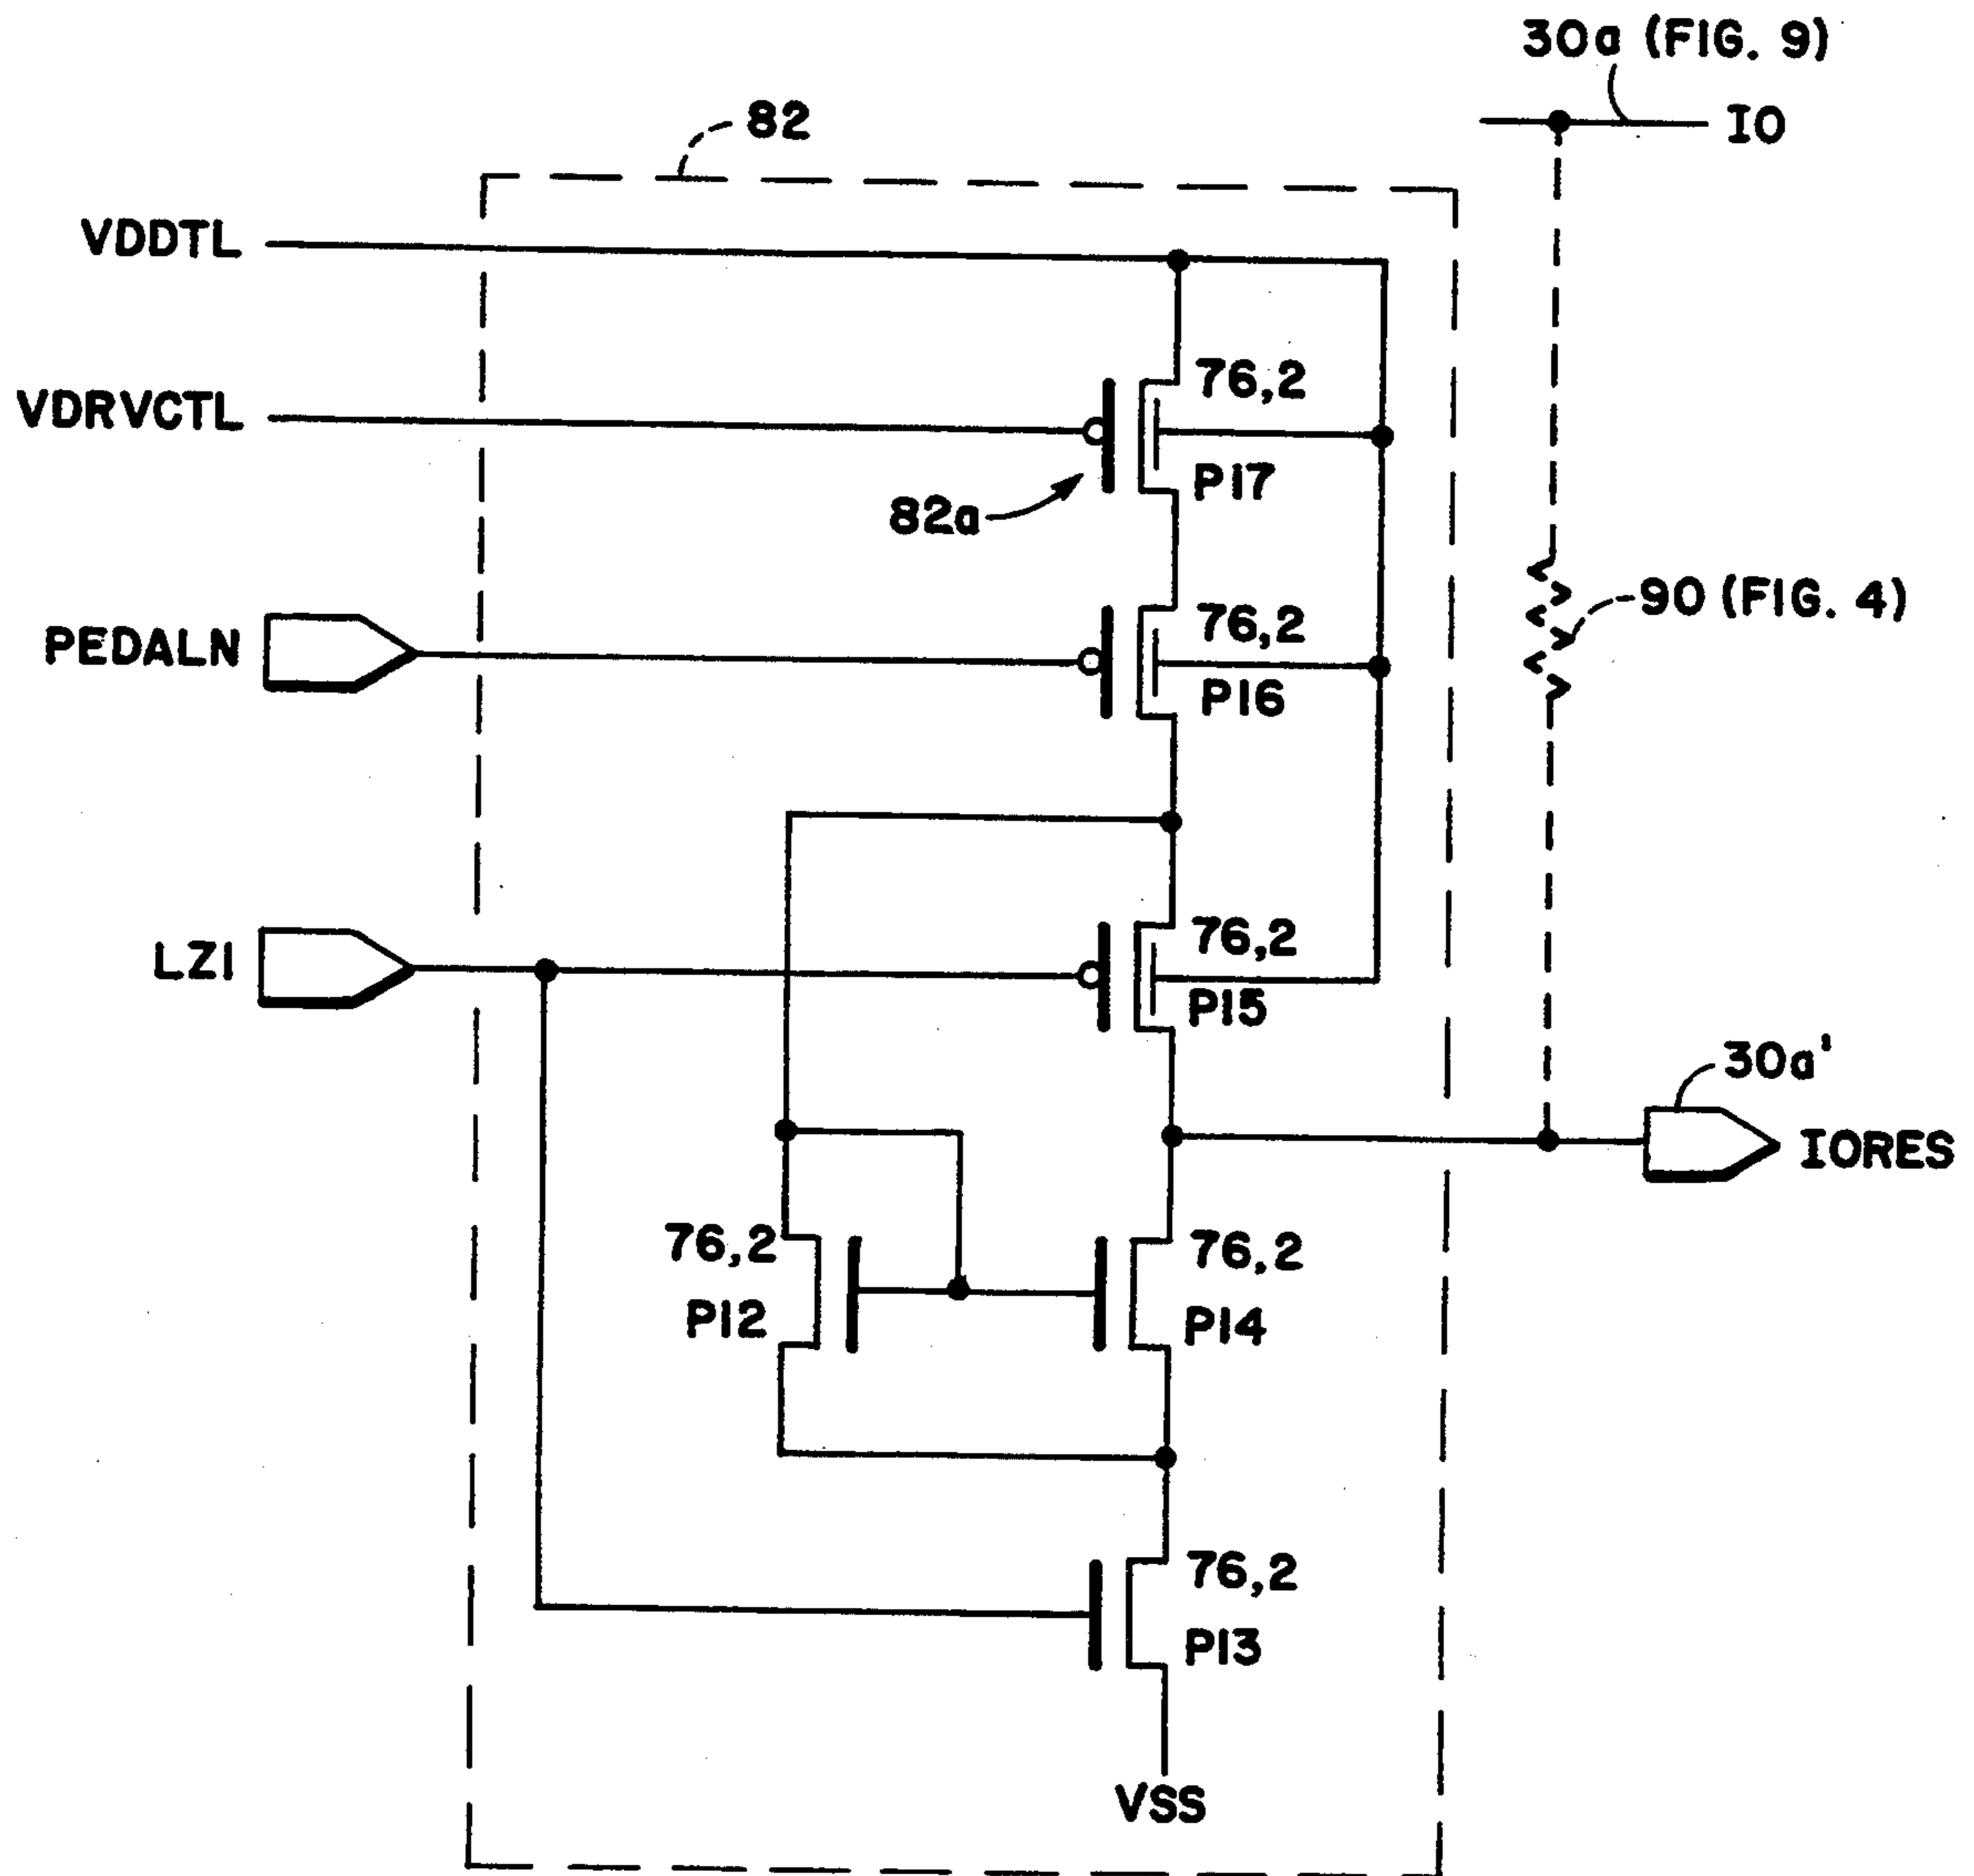 30a (FIG. 9)
IO
82
VDDTL
76,2
VDRVCTL
P17
82a
76,2
90 (FIG. 4)
PEDALN
P16
76,2
LZI
P15
30a'
IORES
76,2
76,2
P12
P14
76,2
P13
VSS